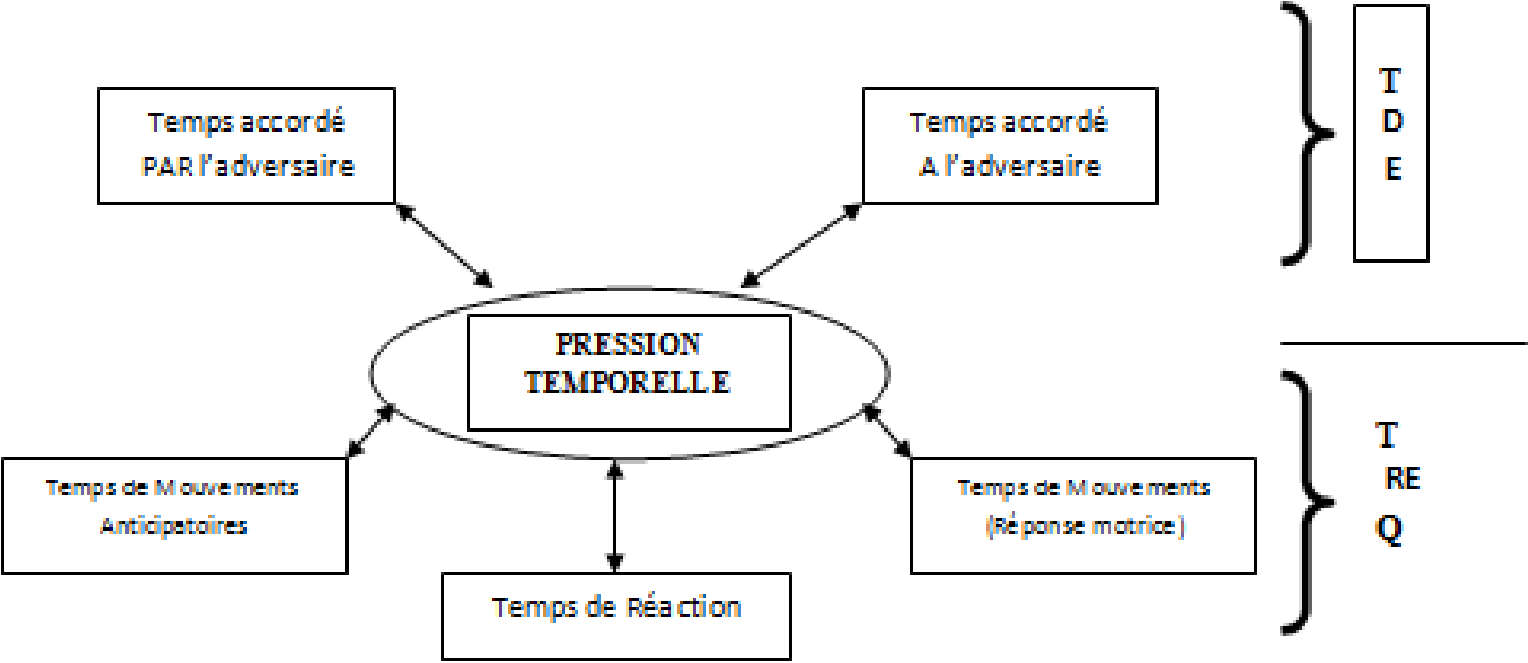 Temps accordé
PAR l'adversaire
Temps accordé
A l'adversaire
T
D
E
PRESSION
TEMPORELLE
Temps de Mouvements
Anticipatoires
Temps de Réaction
Temps de Mouvements
(Réponse motrice)
T
RE
Q